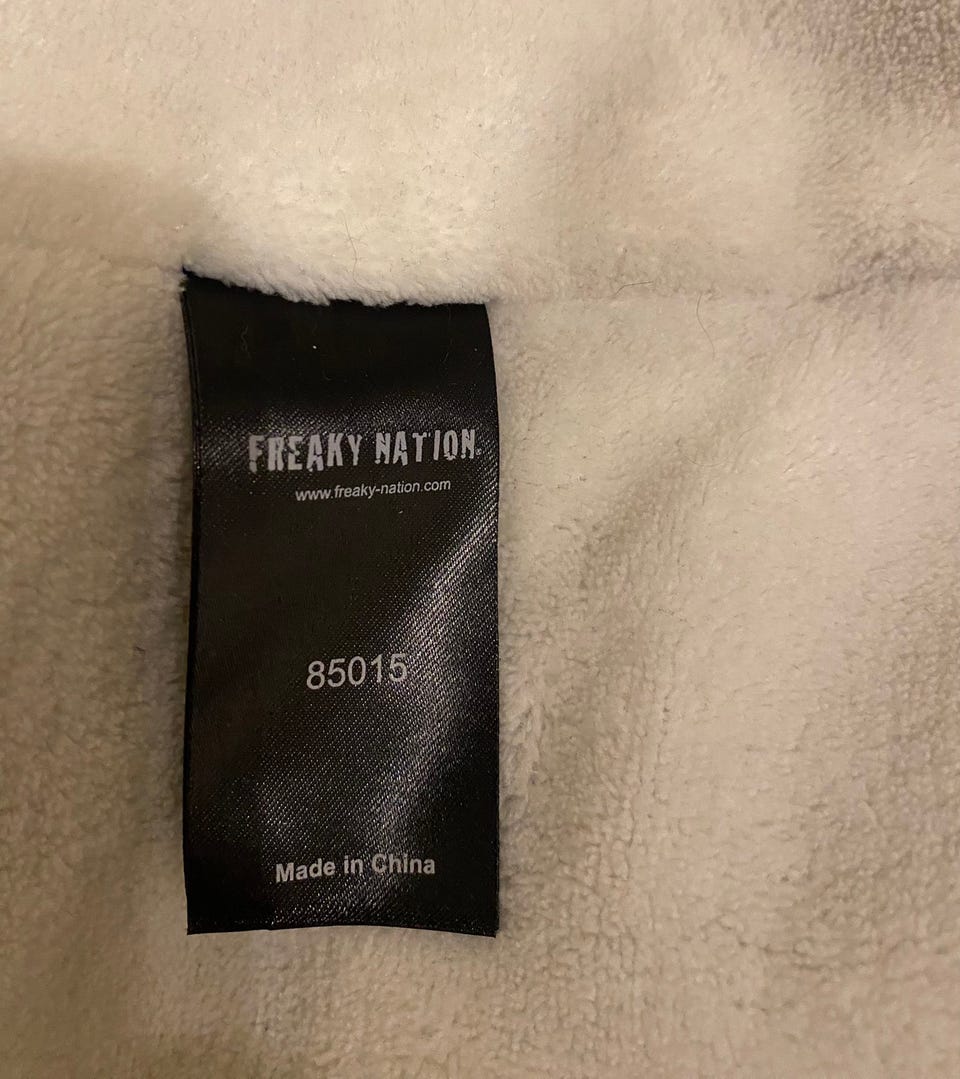 FREAKY NATION®
www.freaky-nation.com
85015
Made in China